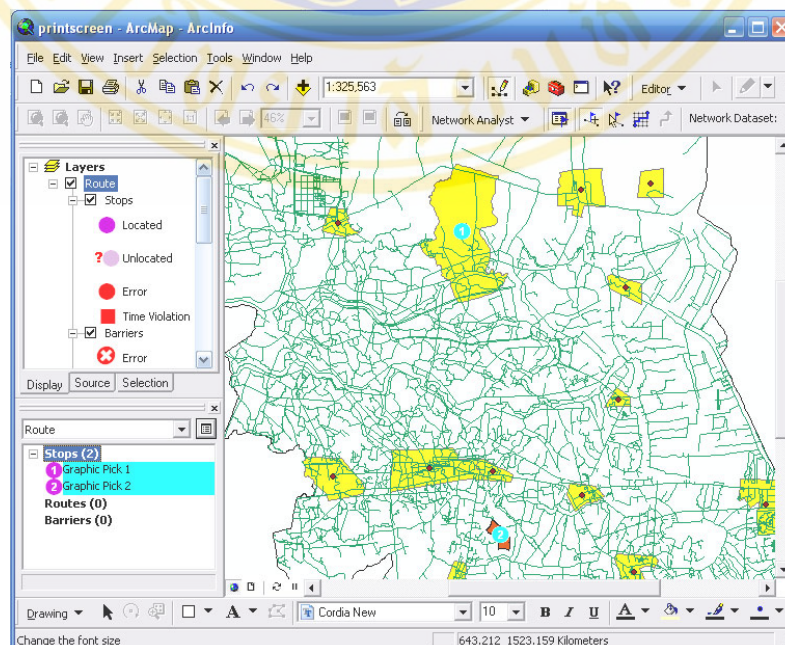 printscreen - ArcMap - ArcInfo
File Edit View Insert Selection Tools Window Help
1:325,563
Editor
46%
Network Analyst
Network Dataset:
Layers
Route
Stops
Located
? Unlocated
Error
Time Violation
Barriers
Error
Display Source Selection
Route
Stops (2)
1 Graphic Pick 1
2 Graphic Pick 2
Routes (0)
Barriers (0)
1
2
Drawing
A
Cordia New
10
B I U A
Change the font size
643.212 1523.159 Kilometers